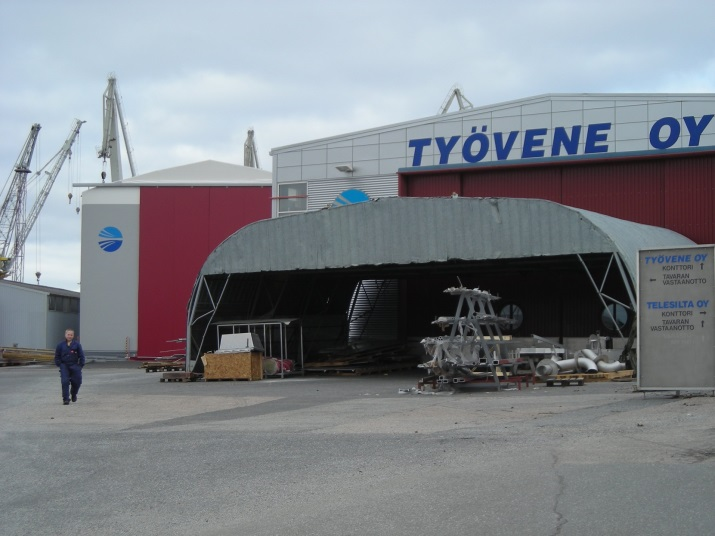 TYÖVENE OY
TYÖVENE OY
KONTTORI
TAVARAN
VASTAANOTTO
TELESILTA OY
KONTTORI
TAVARAN
VASTAANOTTO